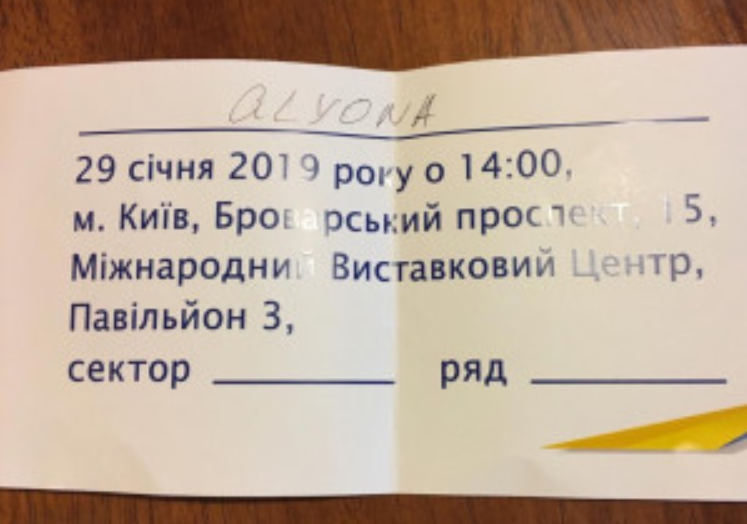 ALYONA
29 січня 2019 року о 14:00,
м. Київ, Броварський проспект, 15,
Міжнародний Виставковий Центр,
Павільйон 3,
сектор ряд